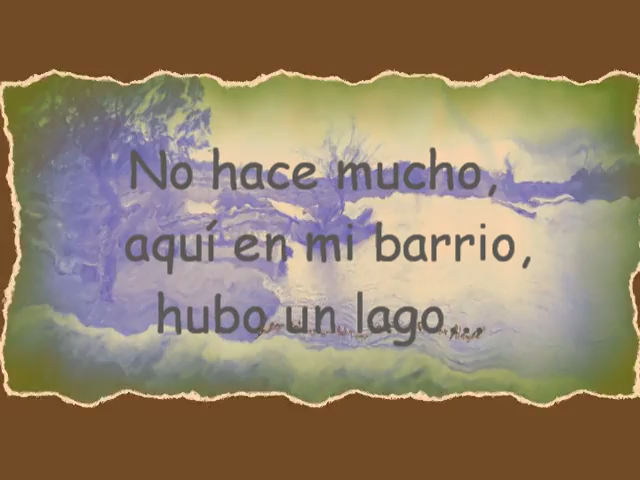 No hace mucho,
aquí en mi barrio,
hubo un lago